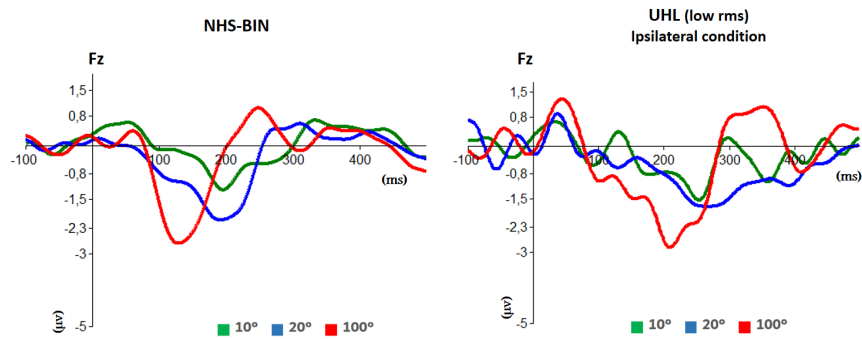 NHS-BIN
Fz
1,5
0,8
-100
100
200
300
400
(ms)
-0,8
-1,5
-2,3
-3
-5
(μv)
10º
20º
100º
UHL (low rms)
Ipsilateral condition
Fz
1,5
0,8
-100
100
200
300
400
(ms)
-0,8
-1,5
-2,3
-3
-5
(μv)
10º
20º
100º